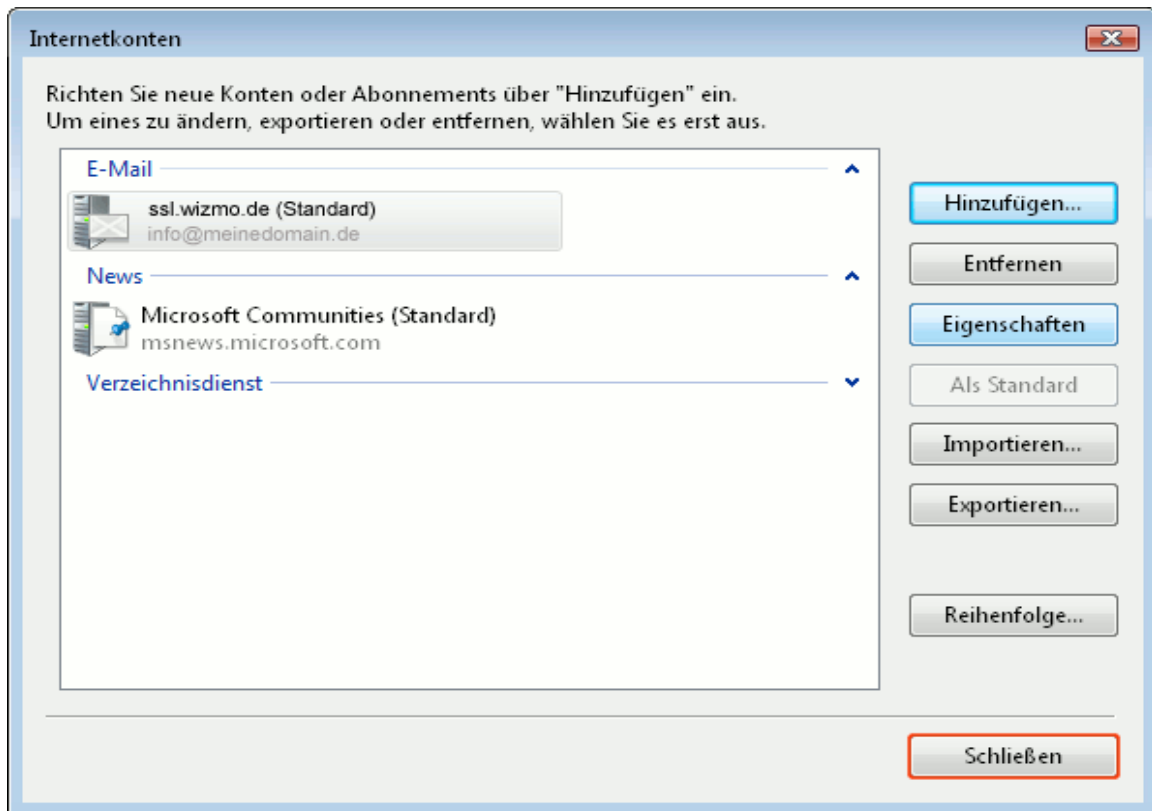 Internetkonten
Richten Sie neue Konten oder Abonnements über "Hinzufügen" ein.
Um eines zu ändern, exportieren oder entfernen, wählen Sie es erst aus.
E-Mail
ssl.wizmo.de (Standard)
info@meinedomain.de
News
Microsoft Communities (Standard)
msnews.microsoft.com
Verzeichnisdienst
Hinzufügen...
Entfernen
Eigenschaften
Als Standard
Importieren...
Exportieren...
Reihenfolge...
Schließen